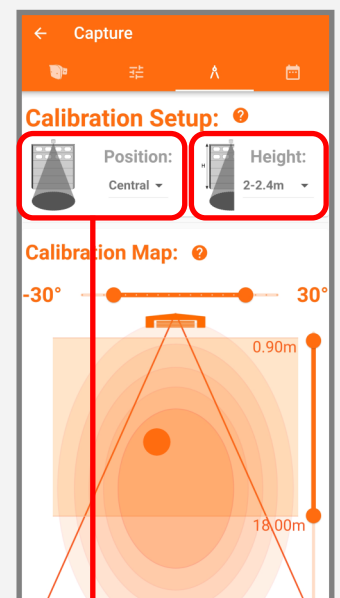 Capture
Calibration Setup:
Position:
Central
H
Height:
2-2.4m
Calibration Map:
-30°
30°
0.90m
18.00m